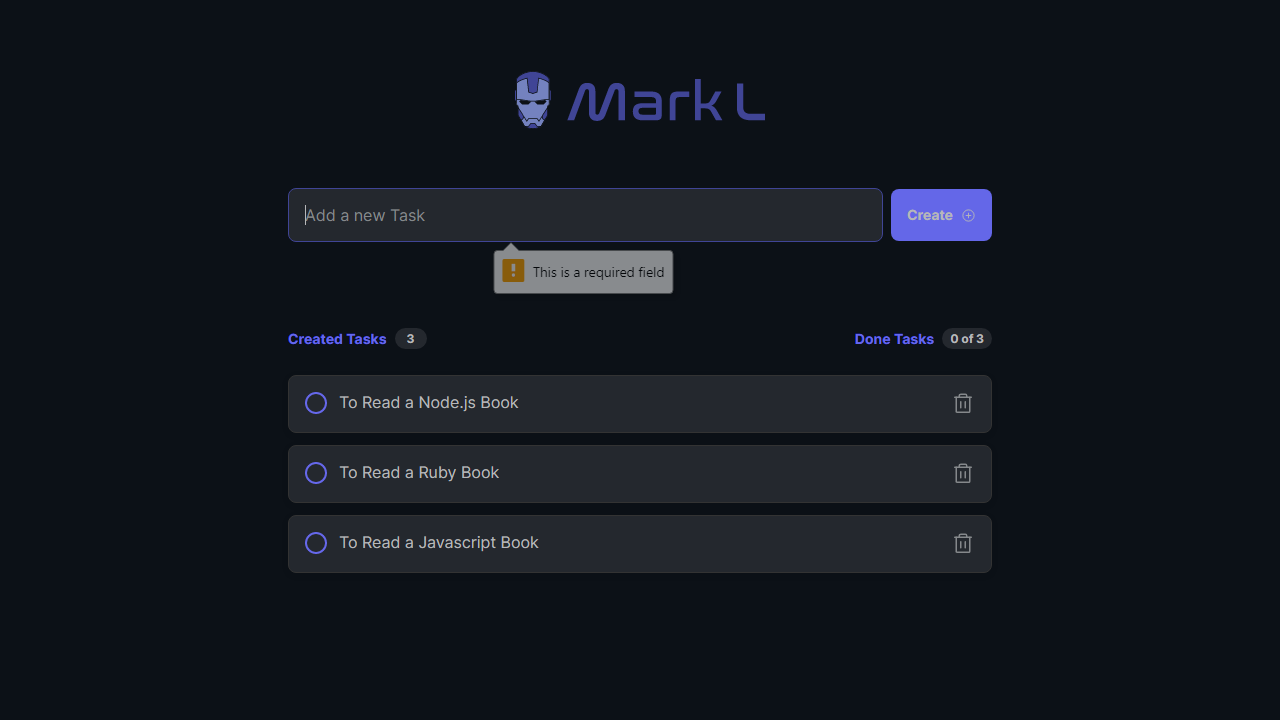 Mark L
Add a new Task
Create
This is a required field
Created Tasks 3
Done Tasks 0 of 3
To Read a Node.js Book
To Read a Ruby Book
To Read a Javascript Book